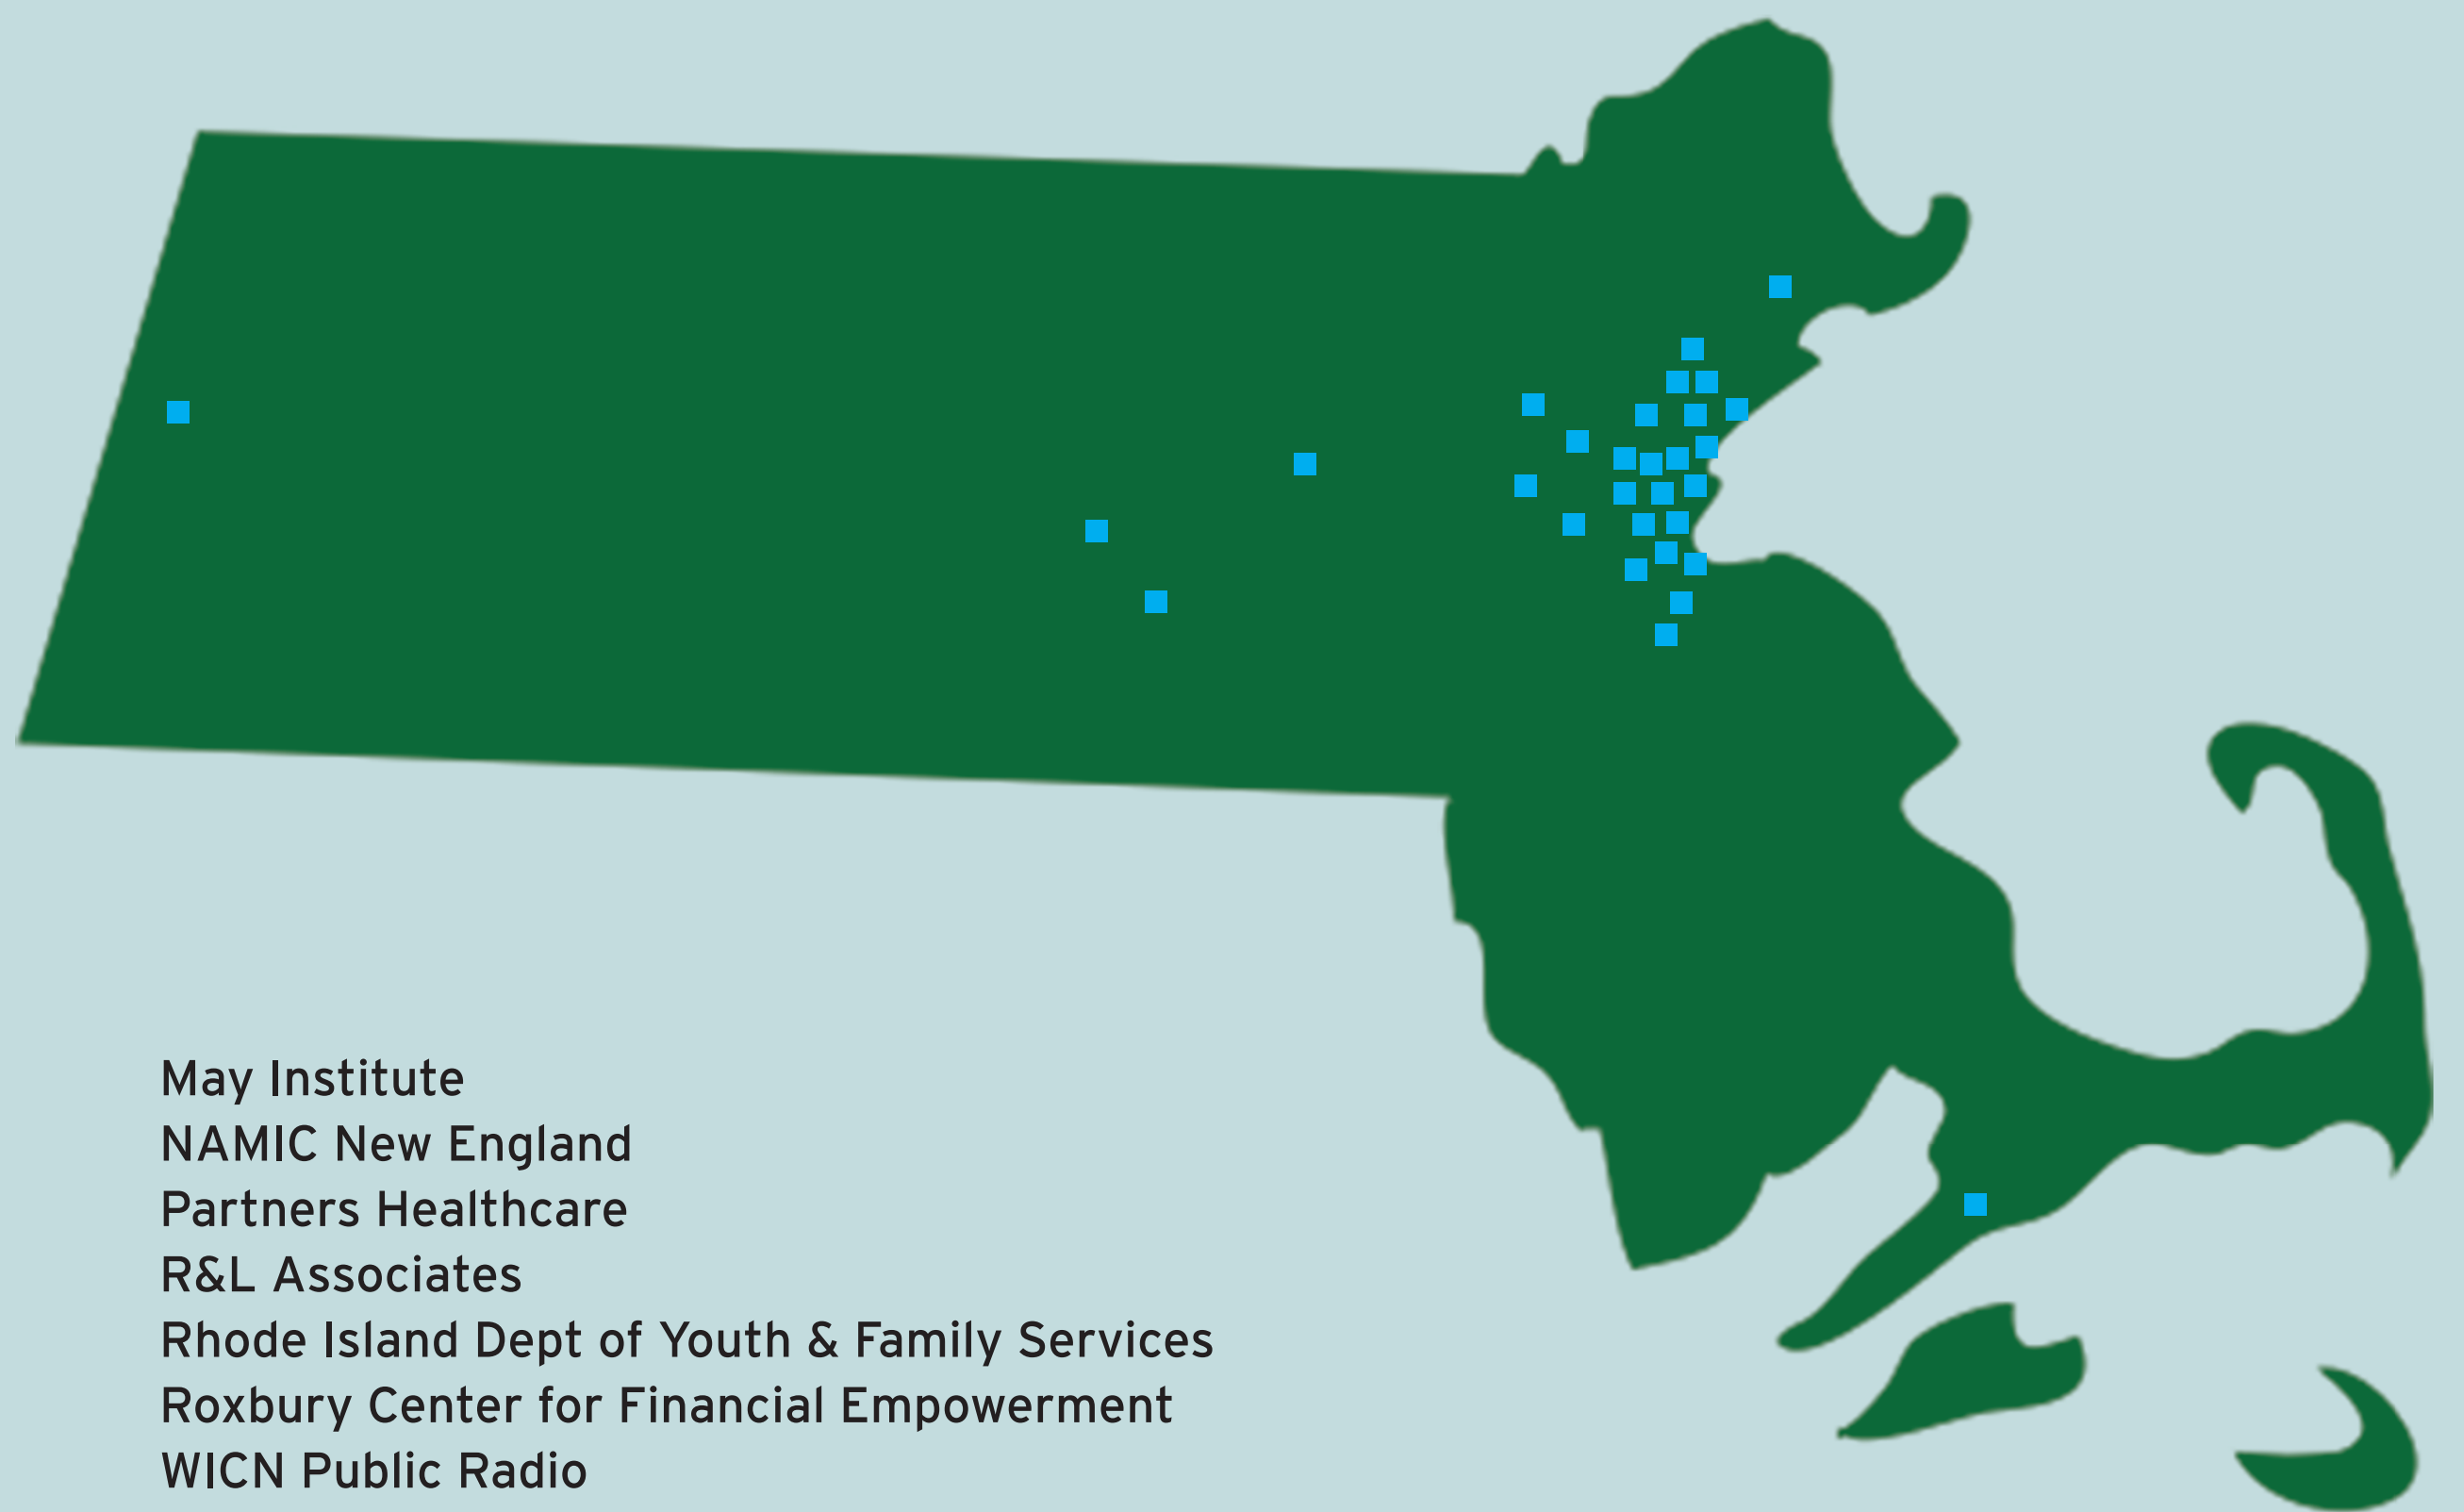 May Institute
NAMIC New England
Partners Healthcare
R&L Associates
Rhode Island Dept of Youth & Family Services
Roxbury Center for Financial Empowerment
WICN Public Radio